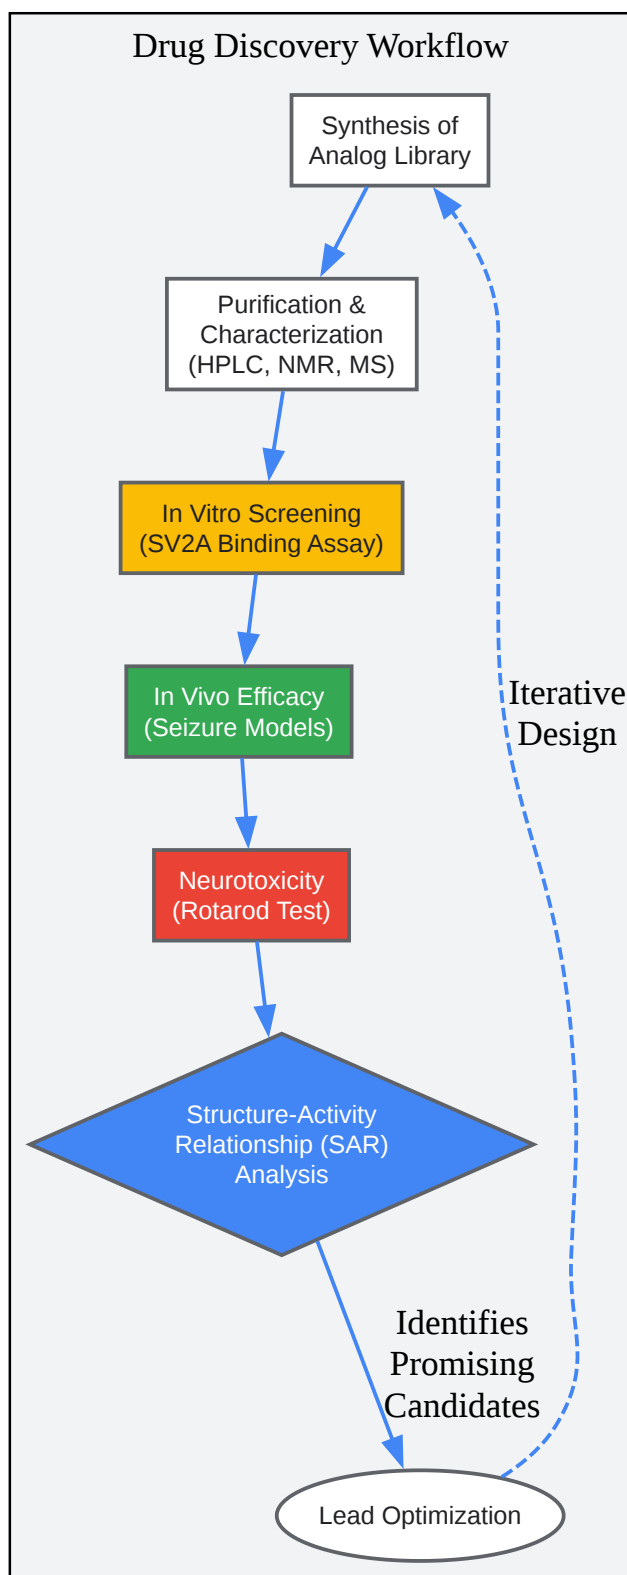 Drug Discovery Workflow
Synthesis of
Analog Library
Purification &
Characterization
(HPLC, NMR, MS)
In Vitro Screening
(SV2A Binding Assay)
In Vivo Efficacy
(Seizure Models)
Iterative
Design
Neurotoxicity
(Rotarod Test)
Structure-Activity
Relationship (SAR)
Analysis
Identifies
Promising
Candidates
Lead Optimization